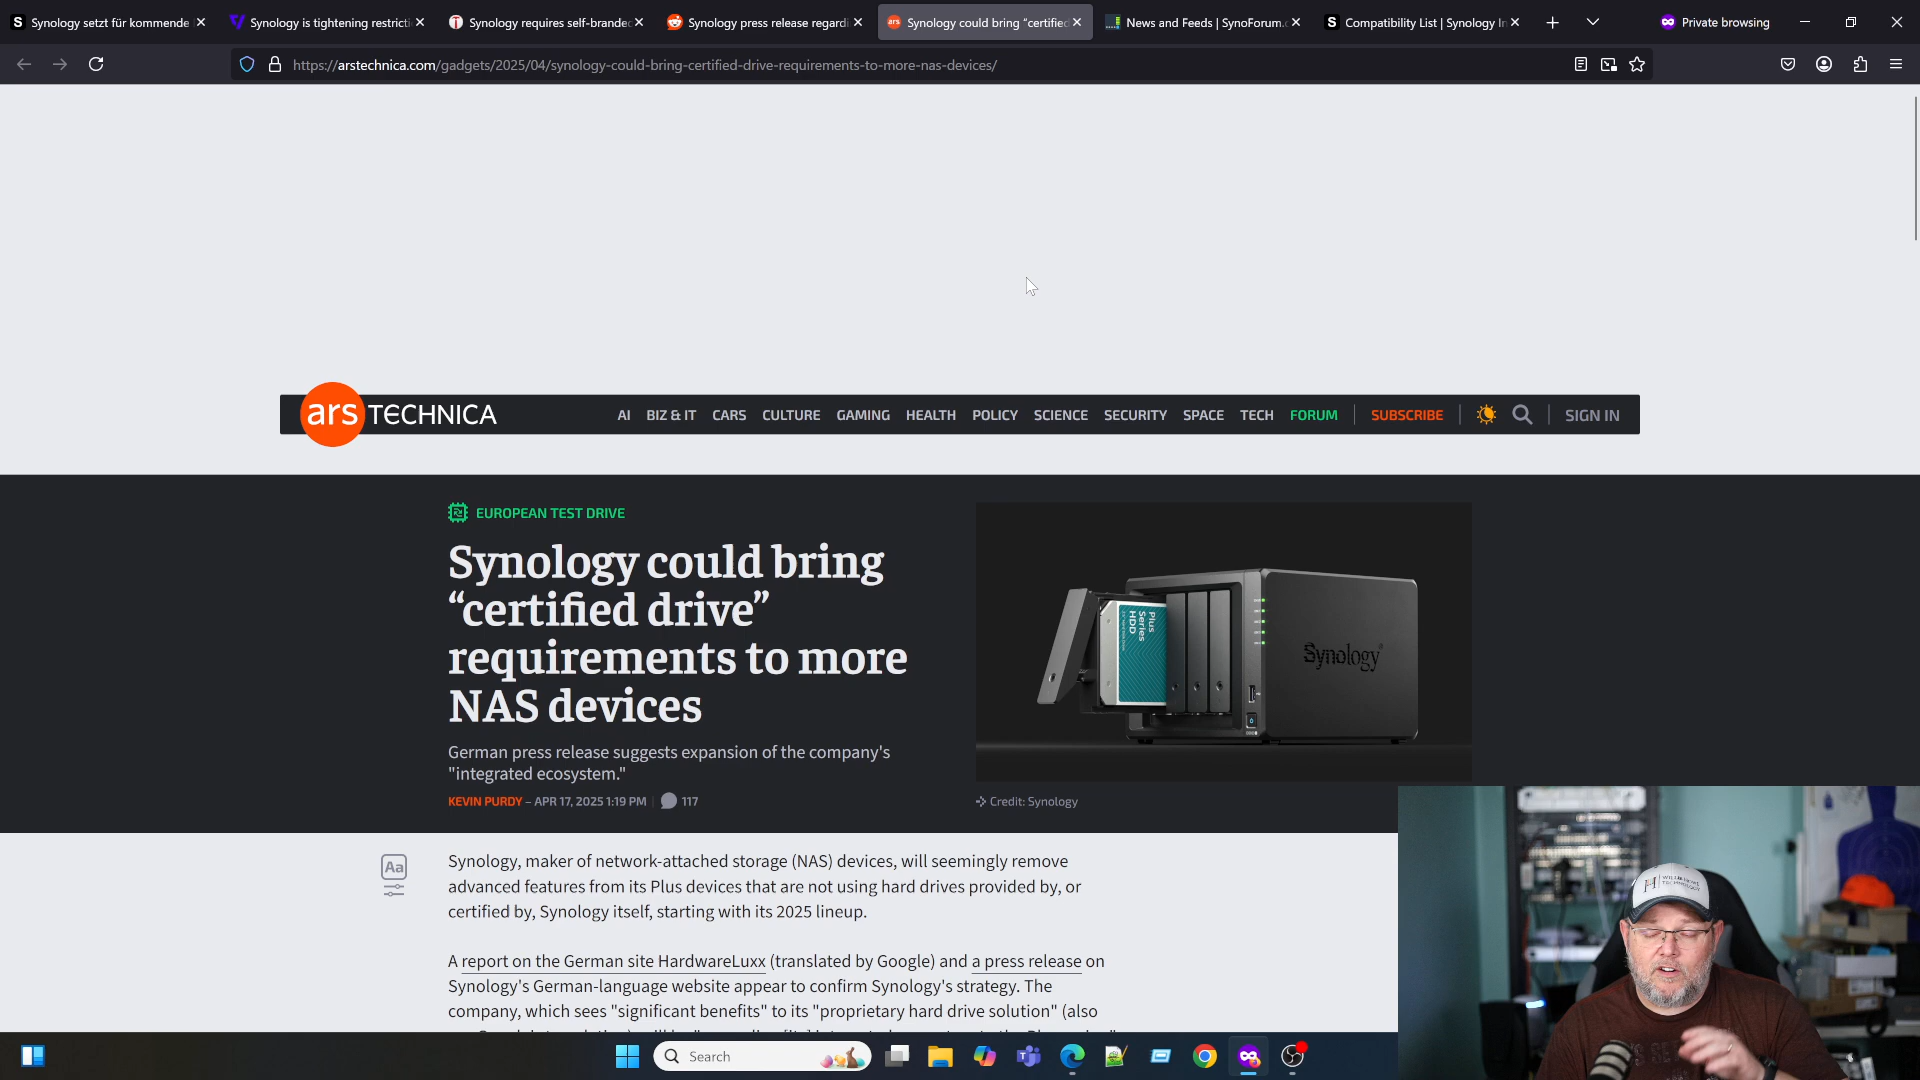 Synology setzt für kommende
Synology is tightening restricti
Synology requires self-brande
Synology press release regardi
Synology could bring “certified
News and Feeds | SynoForum.c
Compatibility List | Synology In
Private browsing
https://arstechnica.com/gadgets/2025/04/synology-could-bring-certified-drive-requirements-to-more-nas-devices/
ars TECHNICA
AI BIZ & IT CARS CULTURE GAMING HEALTH POLICY SCIENCE SECURITY SPACE TECH FORUM SUBSCRIBE SIGN IN
EUROPEAN TEST DRIVE
Synology could bring
“certified drive”
requirements to more
NAS devices
German press release suggests expansion of the company's
"integrated ecosystem."
KEVIN PURDY – APR 17, 2025 1:19 PM 117
Plus
Series
HDD
Synology
Credit: Synology
Aa
Synology, maker of network-attached storage (NAS) devices, will seemingly remove
advanced features from its Plus devices that are not using hard drives provided by, or
certified by, Synology itself, starting with its 2025 lineup.
A report on the German site HardwareLuxx (translated by Google) and a press release on
Synology's German-language website appear to confirm Synology's strategy. The
company, which sees "significant benefits" to its "proprietary hard drive solution" (also
TECHNOLOGY
Search